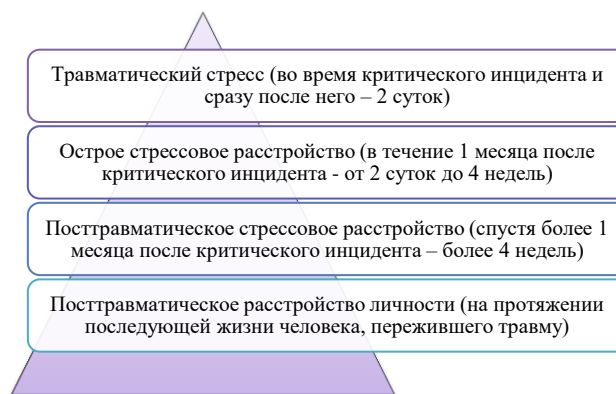 Травматический стресс (во время критического инцидента и
сразу после него – 2 суток)
Острое стрессовое расстройство (в течение 1 месяца после
критического инцидента - от 2 суток до 4 недель)
Посттравматическое стрессовое расстройство (спустя более 1
месяца после критического инцидента – более 4 недель)
Посттравматическое расстройство личности (на протяжении
последующей жизни человека, пережившего травму)